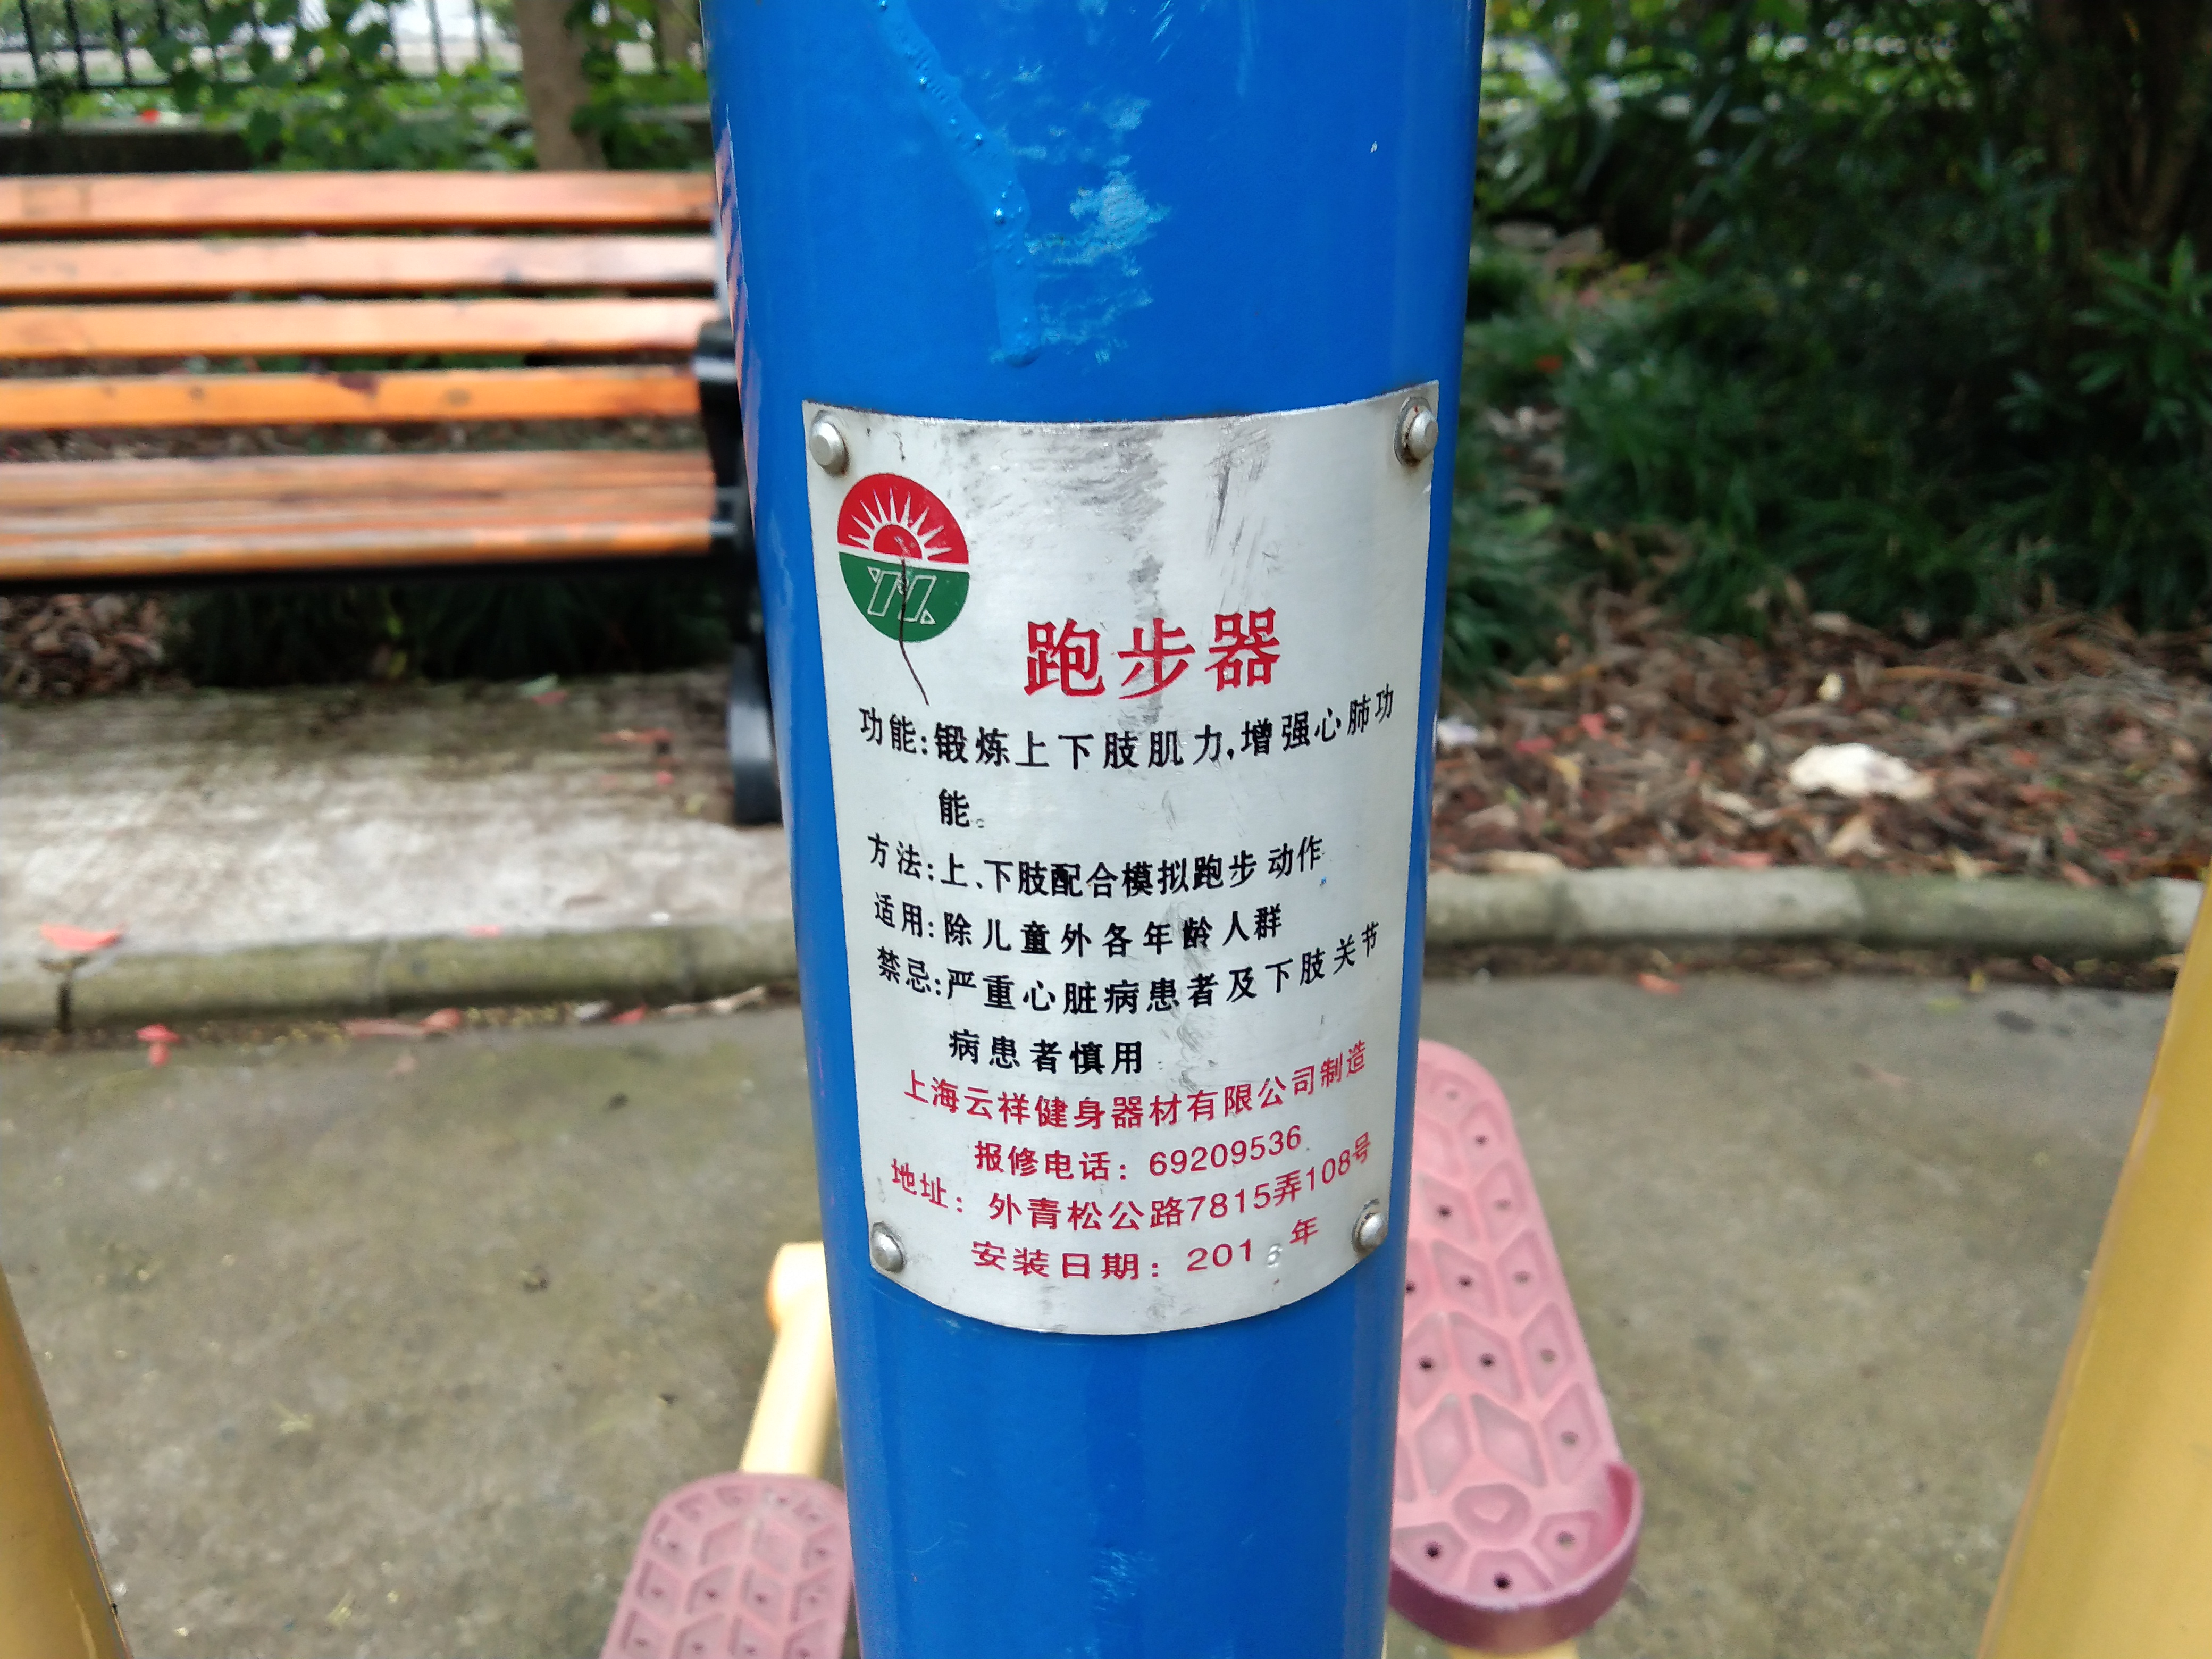 跑步器
功能:锻炼上下肢肌力,增强心肺功
能。
方法:上、下肢配合模拟跑步动作
适用:除儿童外各年龄人群
禁忌:严重心脏病患者及下肢关节
病患者慎用
上海云祥健身器材有限公司制造
报修电话：69209536
地址：外青松公路7815弄108号
安装日期：2018年